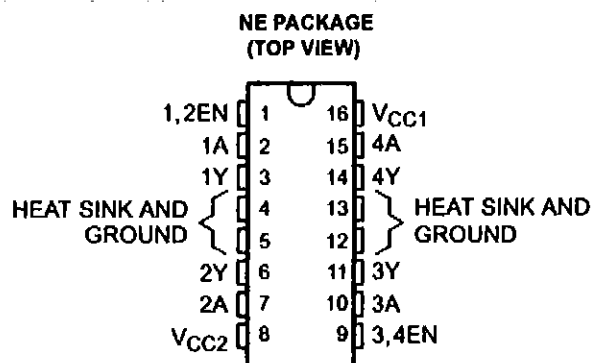 NE PACKAGE
(TOP VIEW)
1,2EN 1 16 VCC1
1A 2 15 4A
1Y 3 14 4Y
HEAT SINK AND GROUND 4 13 HEAT SINK AND GROUND
5 12
2Y 6 11 3Y
2A 7 10 3A
VCC2 8 9 3,4EN